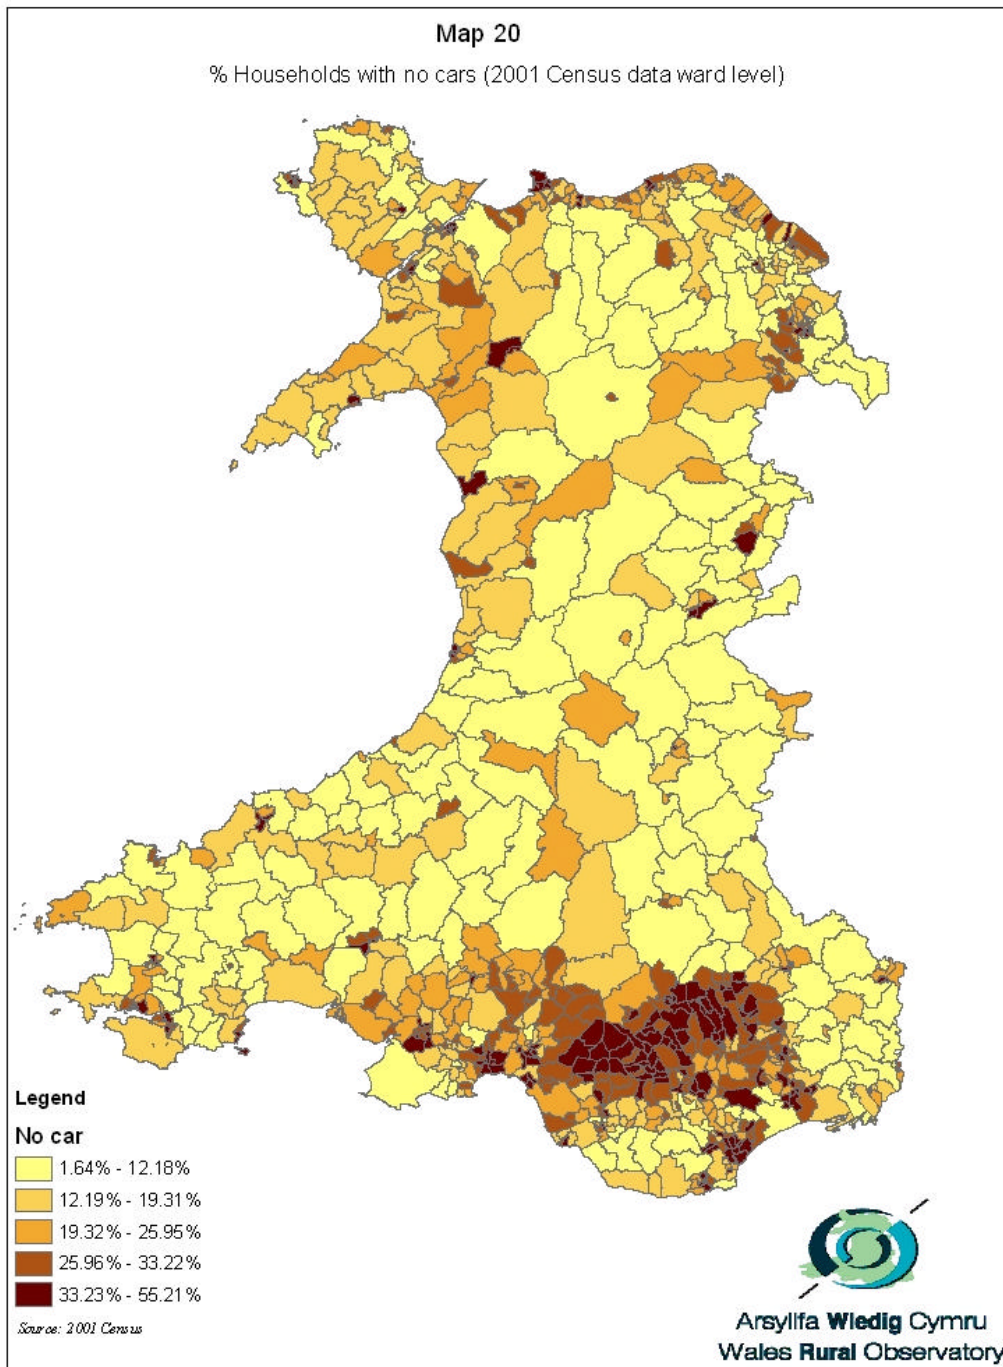 Map 20
% Households with no cars (2001 Census data ward level)
Legend
No car
1.64% - 12.18%
12.19% - 19.31%
19.32% - 25.95%
25.96% - 33.22%
33.23% - 55.21%
Source: 2001 Census
Arsyllfa Wledig Cymru
Wales Rural Observatory